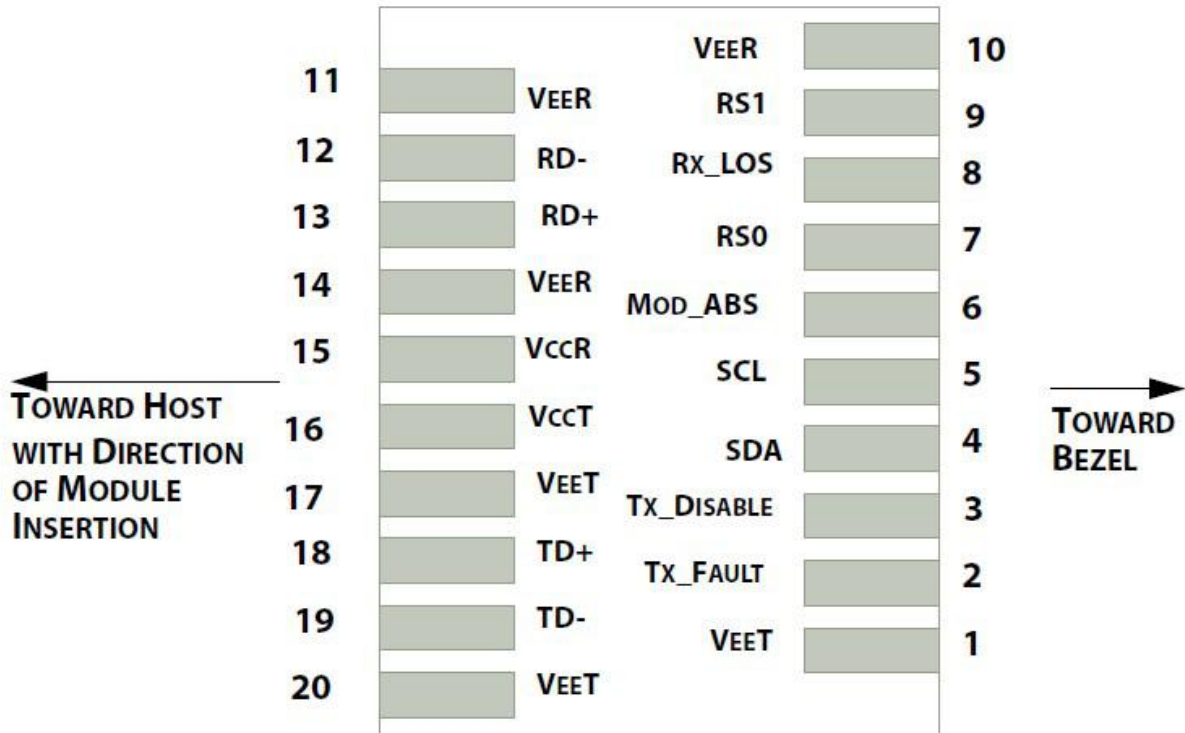 VEER 10
11 VEER
RS1 9
12 RD-
RX_LOS 8
13 RD+
RS0 7
14 VEER
MOD_ABS 6
15 VCCR
SCL 5
TOWARD HOST
WITH DIRECTION
OF MODULE
INSERTION
16 VCCT
SDA 4
TOWARD
BEZEL
17 VEET
TX_DISABLE 3
18 TD+
TX_FAULT 2
19 TD-
VEET 1
20 VEET